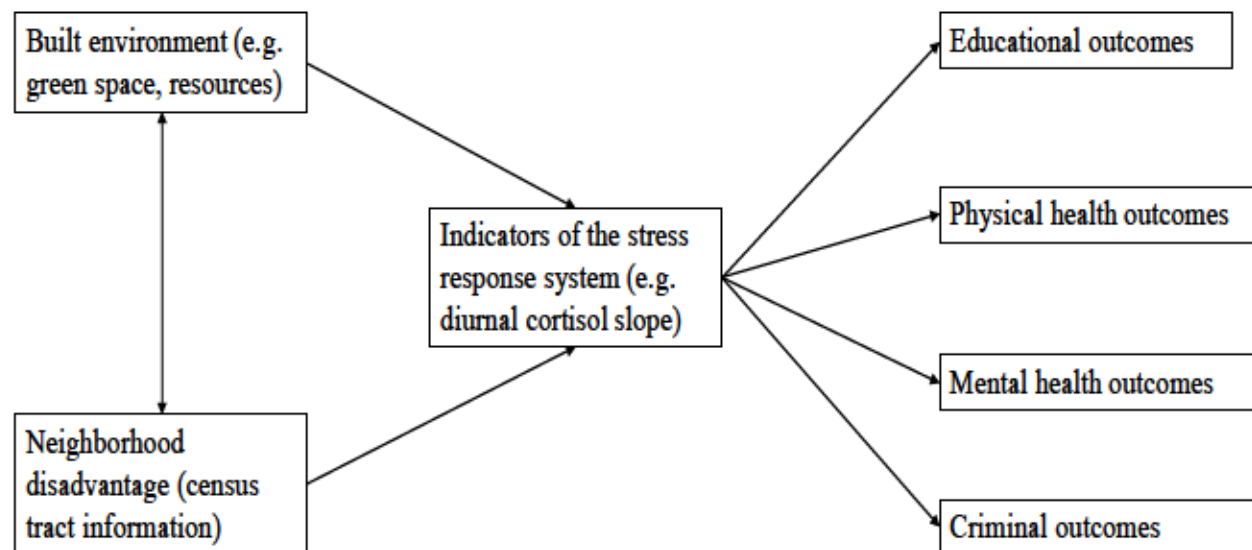 Built environment (e.g.
green space, resources)
Neighborhood
disadvantage (census
tract information)
Indicators of the stress
response system (e.g.
diurnal cortisol slope)
Educational outcomes
Physical health outcomes
Mental health outcomes
Criminal outcomes